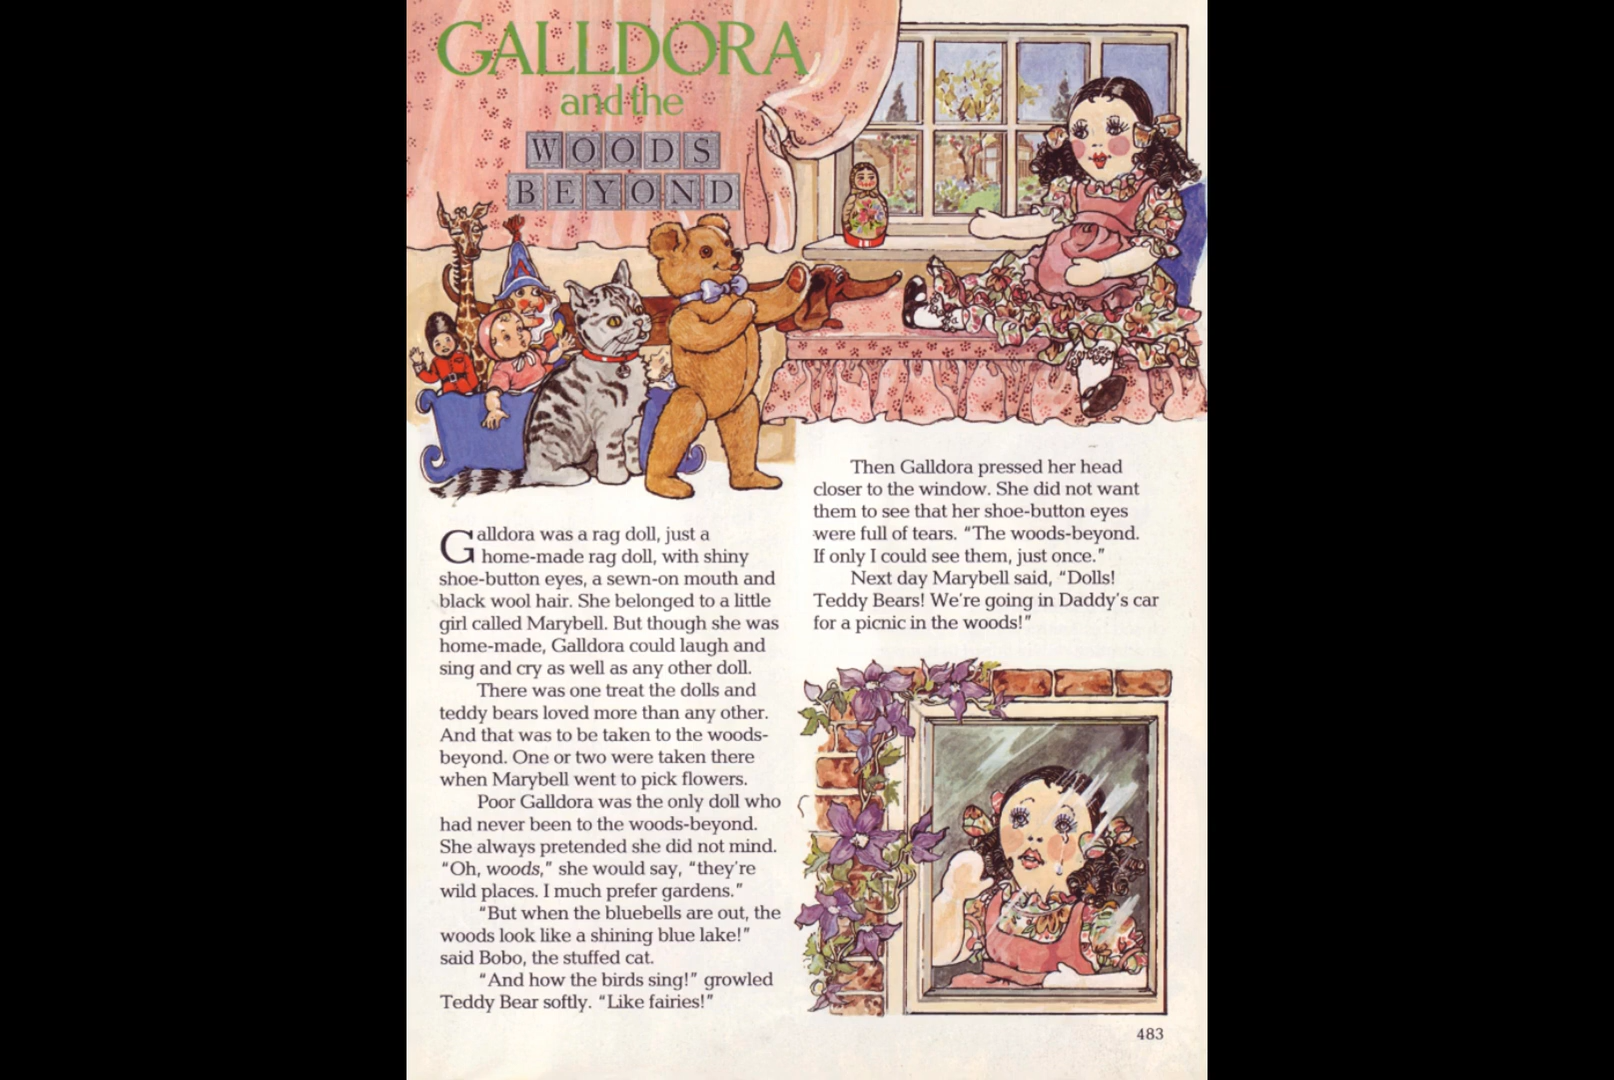 GALLDORA
and the
WOODS
BEYOND
Galldora was a rag doll, just a
home-made rag doll, with shiny
shoe-button eyes, a sewn-on mouth and
black wool hair. She belonged to a little
girl called Marybell. But though she was
home-made, Galldora could laugh and
sing and cry as well as any other doll.
There was one treat the dolls and
teddy bears loved more than any other.
And that was to be taken to the woods-
beyond. One or two were taken there
when Marybell went to pick flowers.
Poor Galldora was the only doll who
had never been to the woods-beyond.
She always pretended she did not mind.
“Oh, woods,” she would say, “they’re
wild places. I much prefer gardens.”
“But when the bluebells are out, the
woods look like a shining blue lake!”
said Bobo, the stuffed cat.
“And how the birds sing!” growled
Teddy Bear softly. “Like fairies!”
Then Galldora pressed her head
closer to the window. She did not want
them to see that her shoe-button eyes
were full of tears. “The woods-beyond.
If only I could see them, just once.”
Next day Marybell said, “Dolls!
Teddy Bears! We’re going in Daddy’s car
for a picnic in the woods!”
483